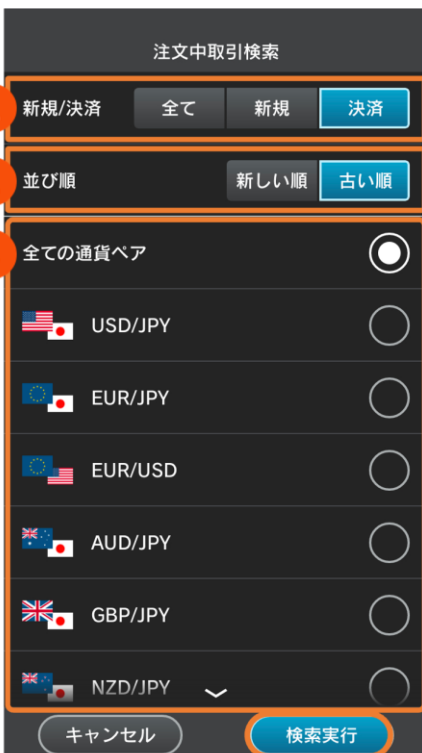 注文中取引検索
新規/決済 全て 新規 決済
並び順 新しい順 古い順
全ての通貨ペア
USD/JPY
EUR/JPY
EUR/USD
AUD/JPY
GBP/JPY
NZD/JPY
キャンセル 検索実行